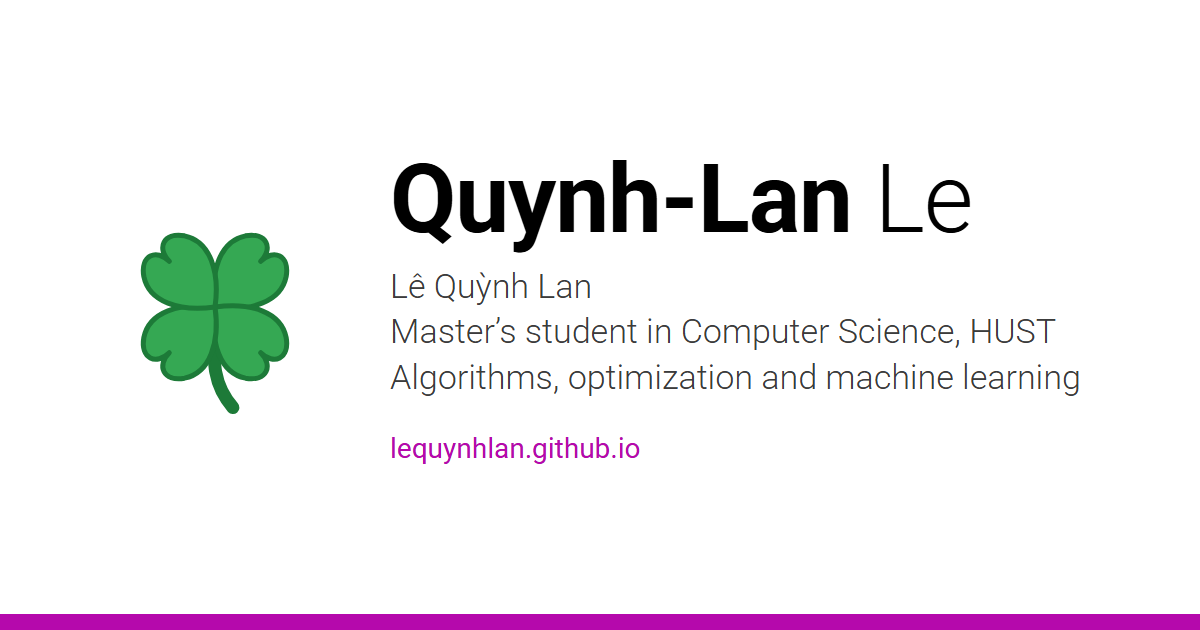 Quynh-Lan Le
Lê Quỳnh Lan
Master’s student in Computer Science, HUST
Algorithms, optimization and machine learning
lequynhlan.github.io